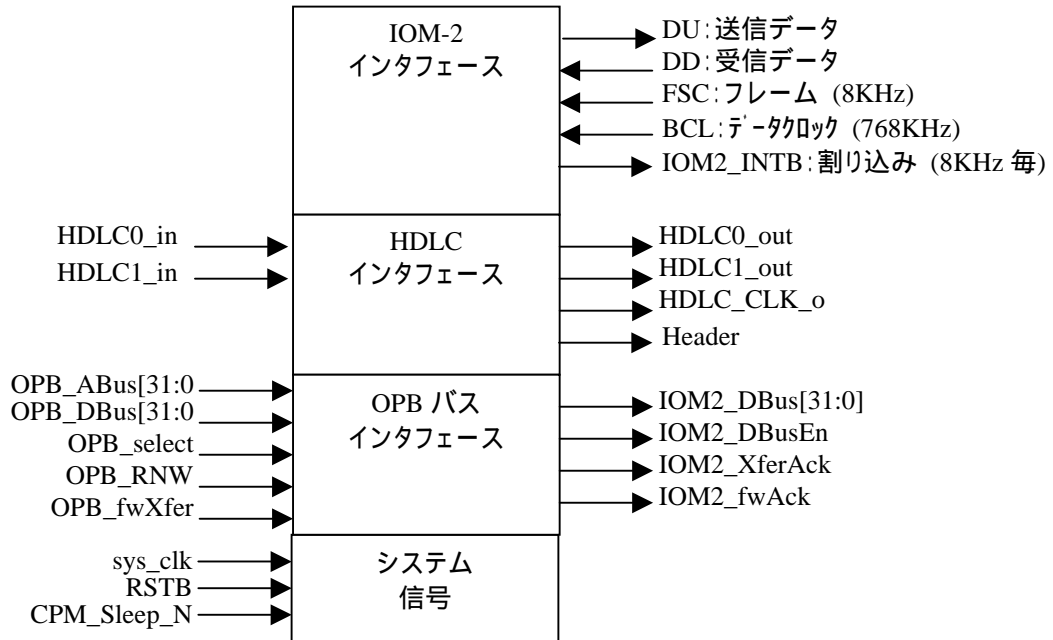 IOM-2
インタフェース
DU:送信データ
DD:受信データ
FSC:フレーム (8KHz)
BCL:ﾃﾞｰﾀｸﾛｯｸ (768KHz)
IOM2_INTB:割り込み (8KHz 毎)
HDLC0_in
HDLC1_in
HDLC
インタフェース
HDLC0_out
HDLC1_out
HDLC_CLK_o
Header
OPB_ABus[31:0
OPB_DBus[31:0
OPB_select
OPB_RNW
OPB_fwXfer
OPB バス
インタフェース
IOM2_DBus[31:0]
IOM2_DBusEn
IOM2_XferAck
IOM2_fwAck
sys_clk
RSTB
CPM_Sleep_N
システム
信号